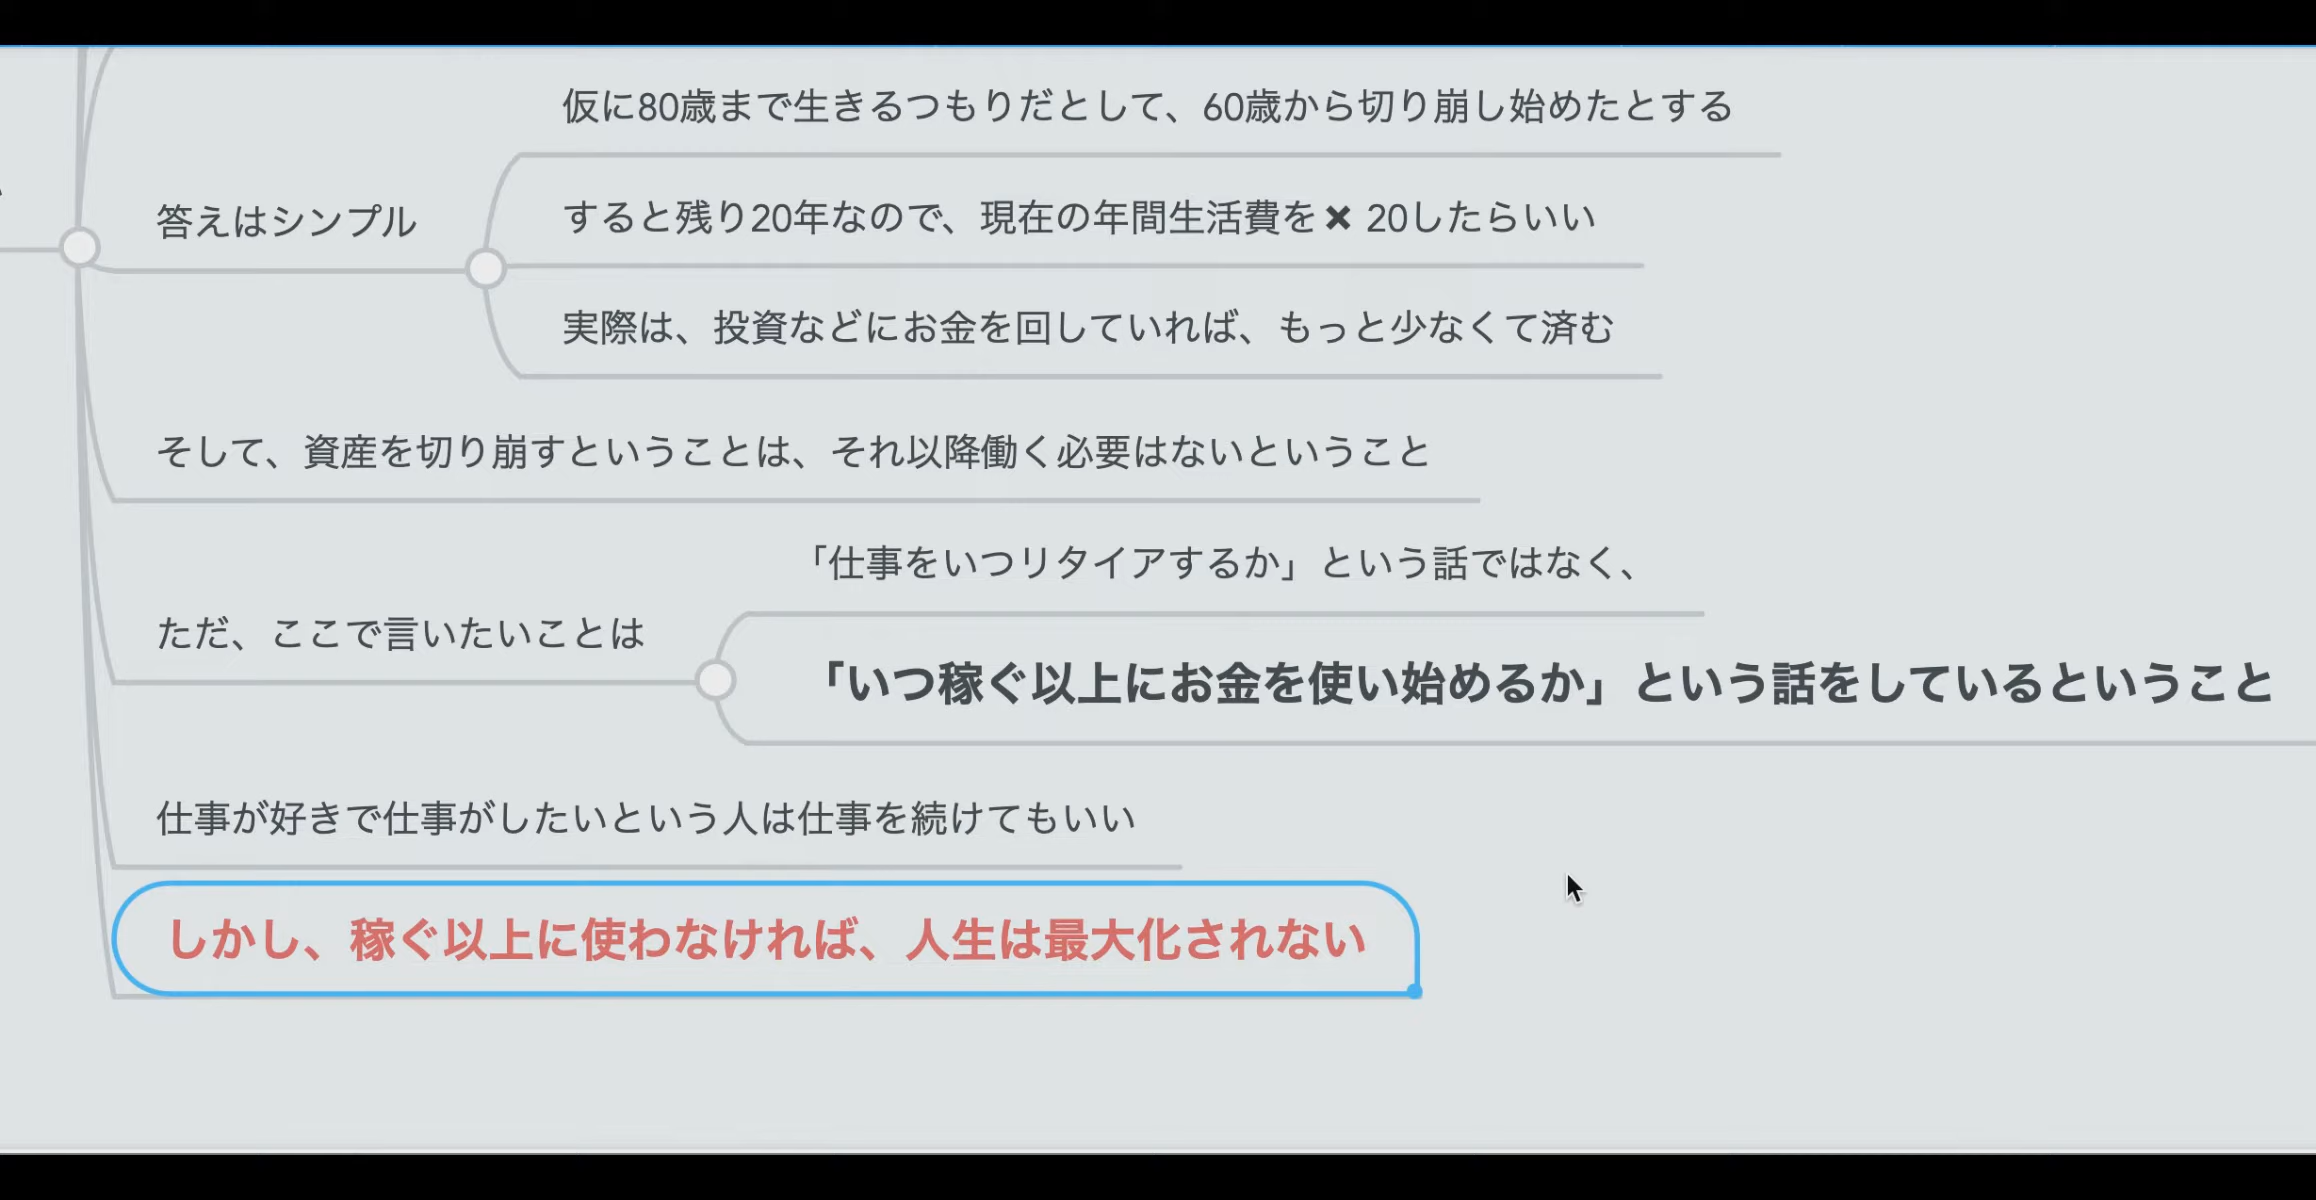 仮に80歳まで生きるつもりだとして、60歳から切り崩し始めたとする
答えはシンプル
すると残り20年なので、現在の年間生活費を✖ 20したらいい
実際は、投資などにお金を回していれば、もっと少なくて済む
そして、資産を切り崩すということは、それ以降働く必要はないということ
「仕事をいつリタイアするか」という話ではなく、
ただ、ここで言いたいことは
「いつ稼ぐ以上にお金を使い始めるか」という話をしているということ
仕事が好きで仕事がしたいという人は仕事を続けてもいい
しかし、稼ぐ以上に使わなければ、人生は最大化されない